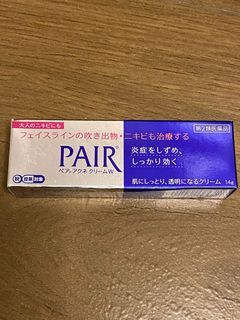 大人のニキビにも
フェイスラインの吹き出物・ニキビも治療する
第2類医薬品
PAIR®
ペア® アクネ クリームW
炎症をしずめ、
しっかり効く
肌にしっとり、透明になるクリーム
14g